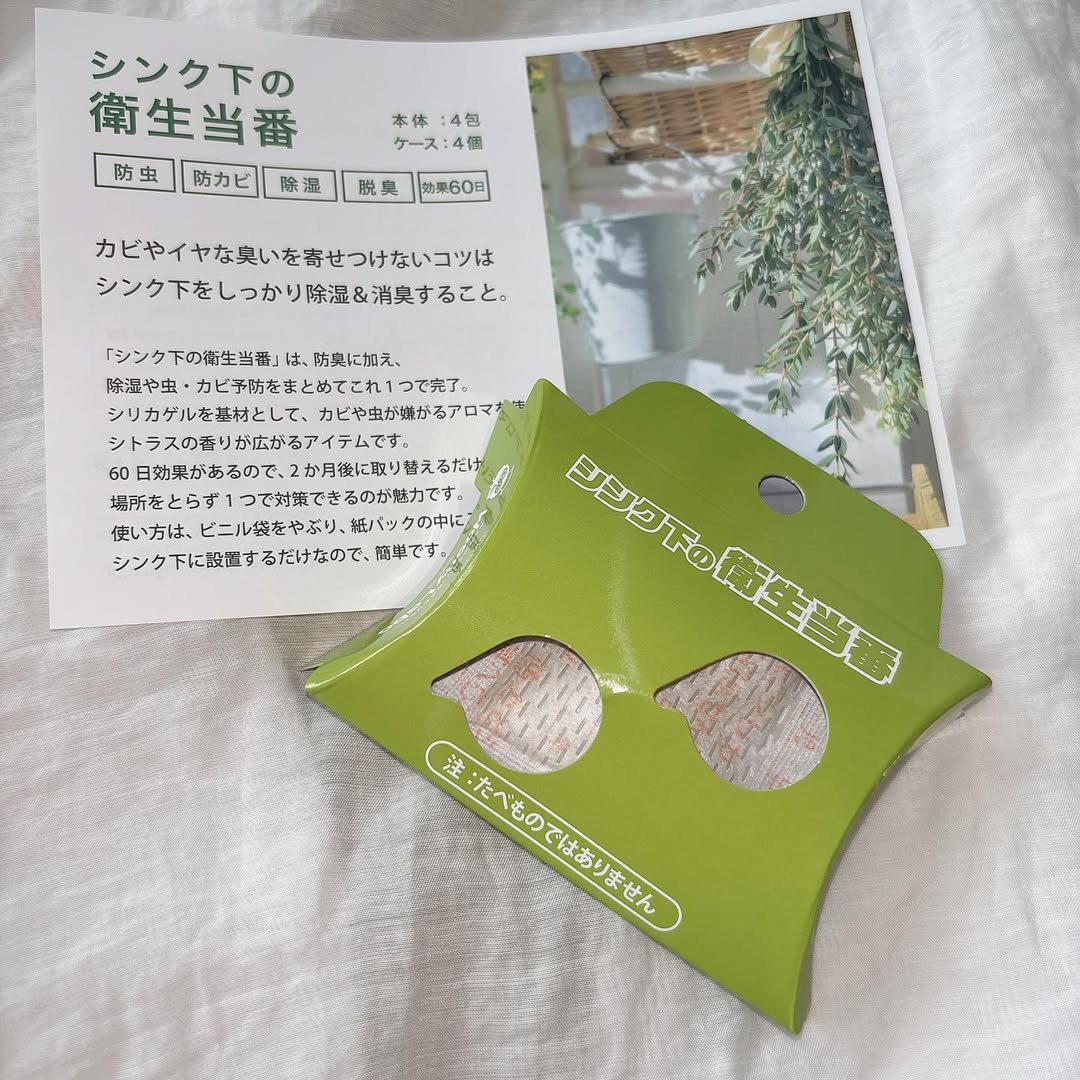 シンク下の
衛生当番
本体 ：4包
ケース：4個
防虫
防カビ
除湿
脱臭
効果60日
カビやイヤな臭いを寄せつけないコツは
シンク下をしっかり除湿＆消臭すること。
「シンク下の衛生当番」は、防臭に加え、
除湿や虫・カビ予防をまとめてこれ1つで完了。
シリカゲルを基材として、カビや虫が嫌がるアロマを
シトラスの香りが広がるアイテムです。
60日効果があるので、2か月後に取り替えるだけ
場所をとらず1つで対策できるのが魅力です。
使い方は、ビニル袋をやぶり、紙パックの中に
シンク下に設置するだけなので、簡単です。
シンク下の衛生当番
注：たべものではありません